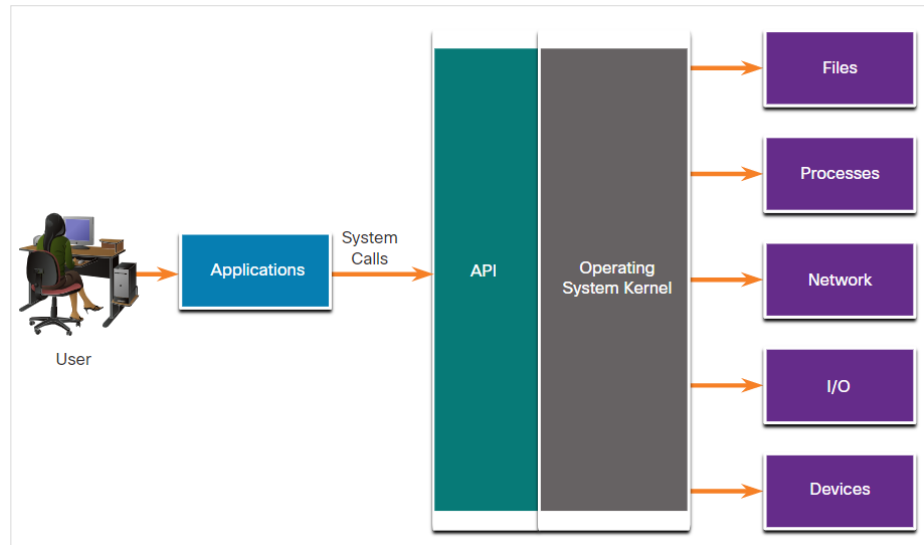 User
Applications
System
Calls
API
Operating
System Kernel
Files
Processes
Network
I/O
Devices